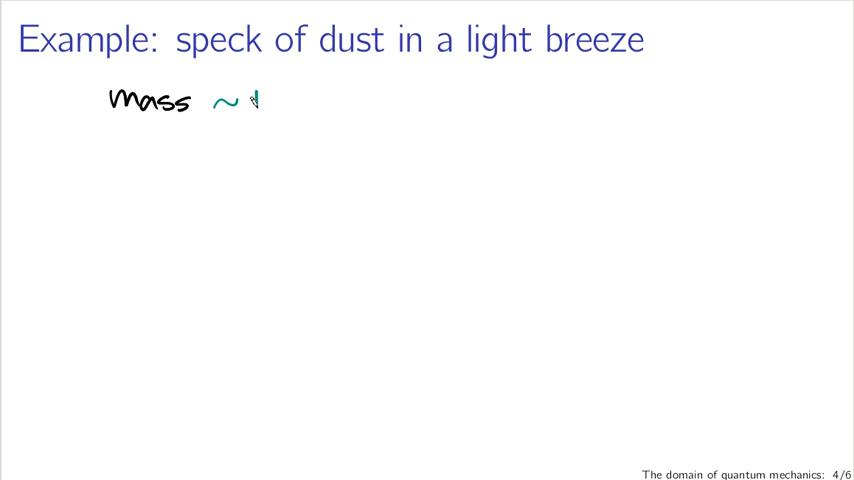 Example: speck of dust in a light breeze
mass ~
The domain of quantum mechanics: 4/6